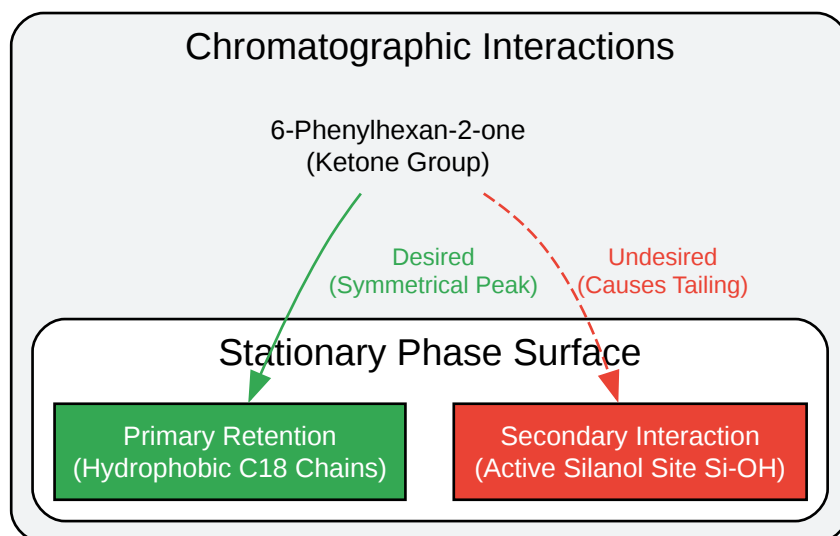 Chromatographic Interactions
6-Phenylhexan-2-one
(Ketone Group)
Desired
(Symmetrical Peak)
Undesired
(Causes Tailing)
Stationary Phase Surface
Primary Retention
(Hydrophobic C18 Chains)
Secondary Interaction
(Active Silanol Site Si-OH)